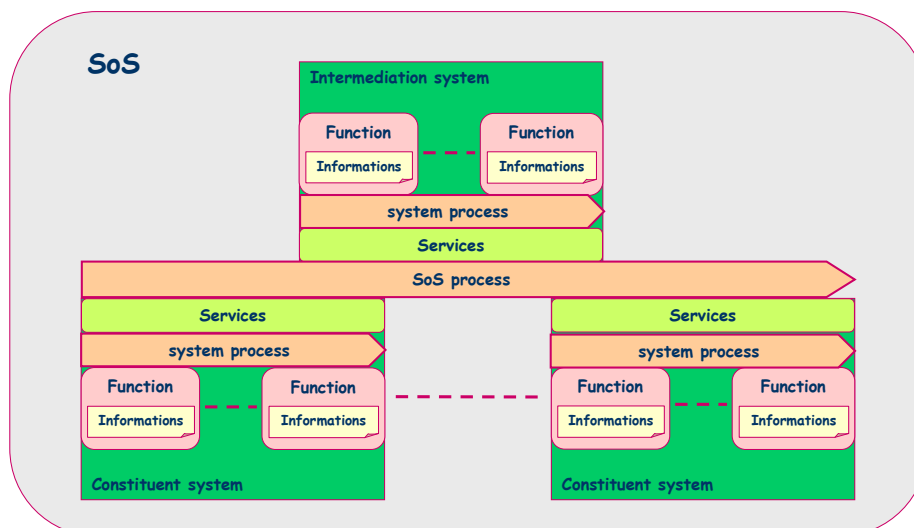 SoS
Intermediation system
Function Function
Informations Informations
system process
Services
SoS process
Services Services
system process system process
Function Function Function Function
Informations Informations Informations Informations
Constituent system Constituent system